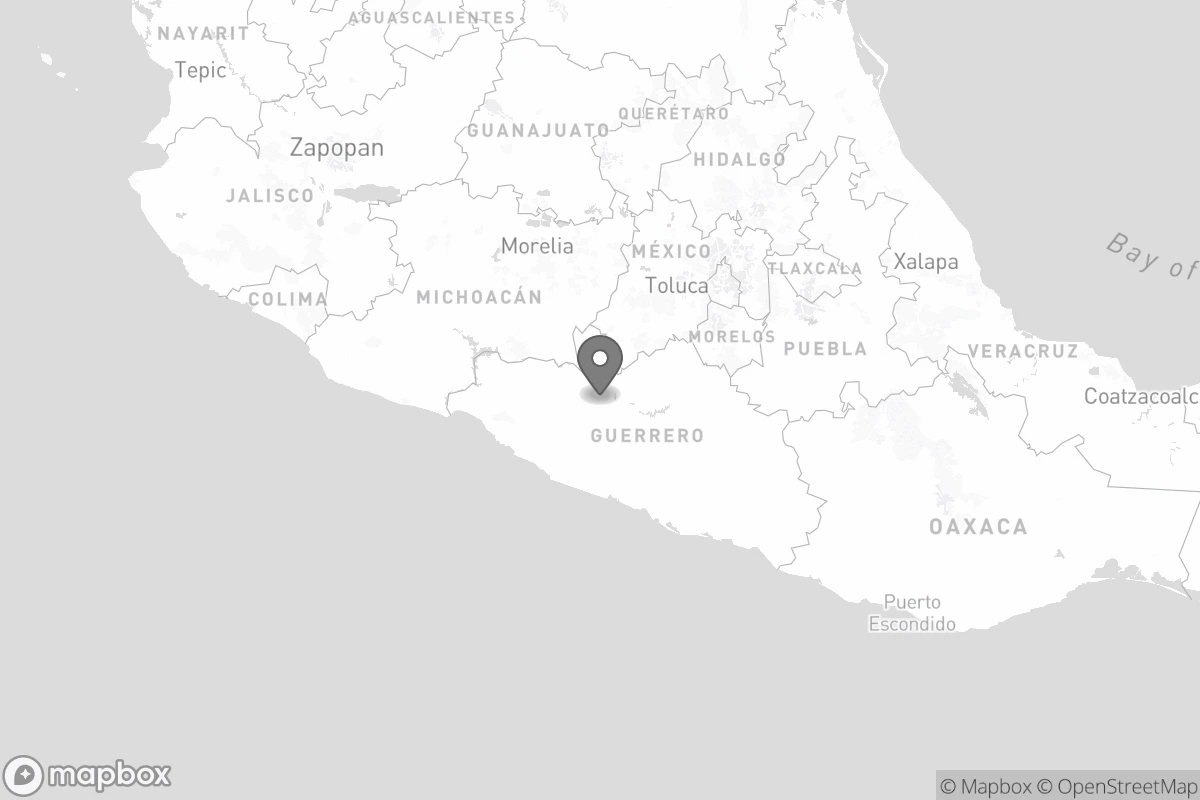 AGUASCALIENTES
NAYARIT
Tepic
QUERÉTARO
GUANAJUATO
Zapopan
HIDALGO
JALISCO
Morelia
MÉXICO
Bay of
Xalapa
TLAXCALA
Toluca
MICHOACÁN
COLIMA
MORELOS
PUEBLA
VERACRUZ
Coatzacoalc
GUERRERO
OAXACA
Puerto
Escondido
mapbox
© Mapbox © OpenStreetMap